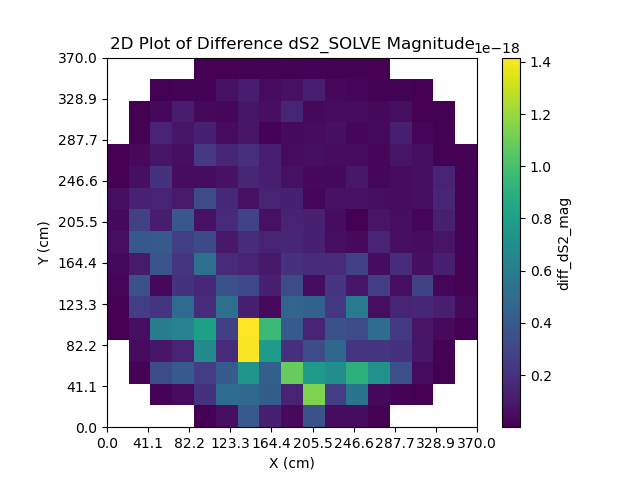 2D Plot of Difference dS2_SOLVE Magnitude
1e−18
370.0
328.9
287.7
246.6
205.5
164.4
123.3
82.2
41.1
0.0
Y (cm)
0.0 41.1 82.2 123.3 164.4 205.5 246.6 287.7 328.9 370.0
X (cm)
1.4
1.2
1.0
0.8
0.6
0.4
0.2
diff_dS2_mag